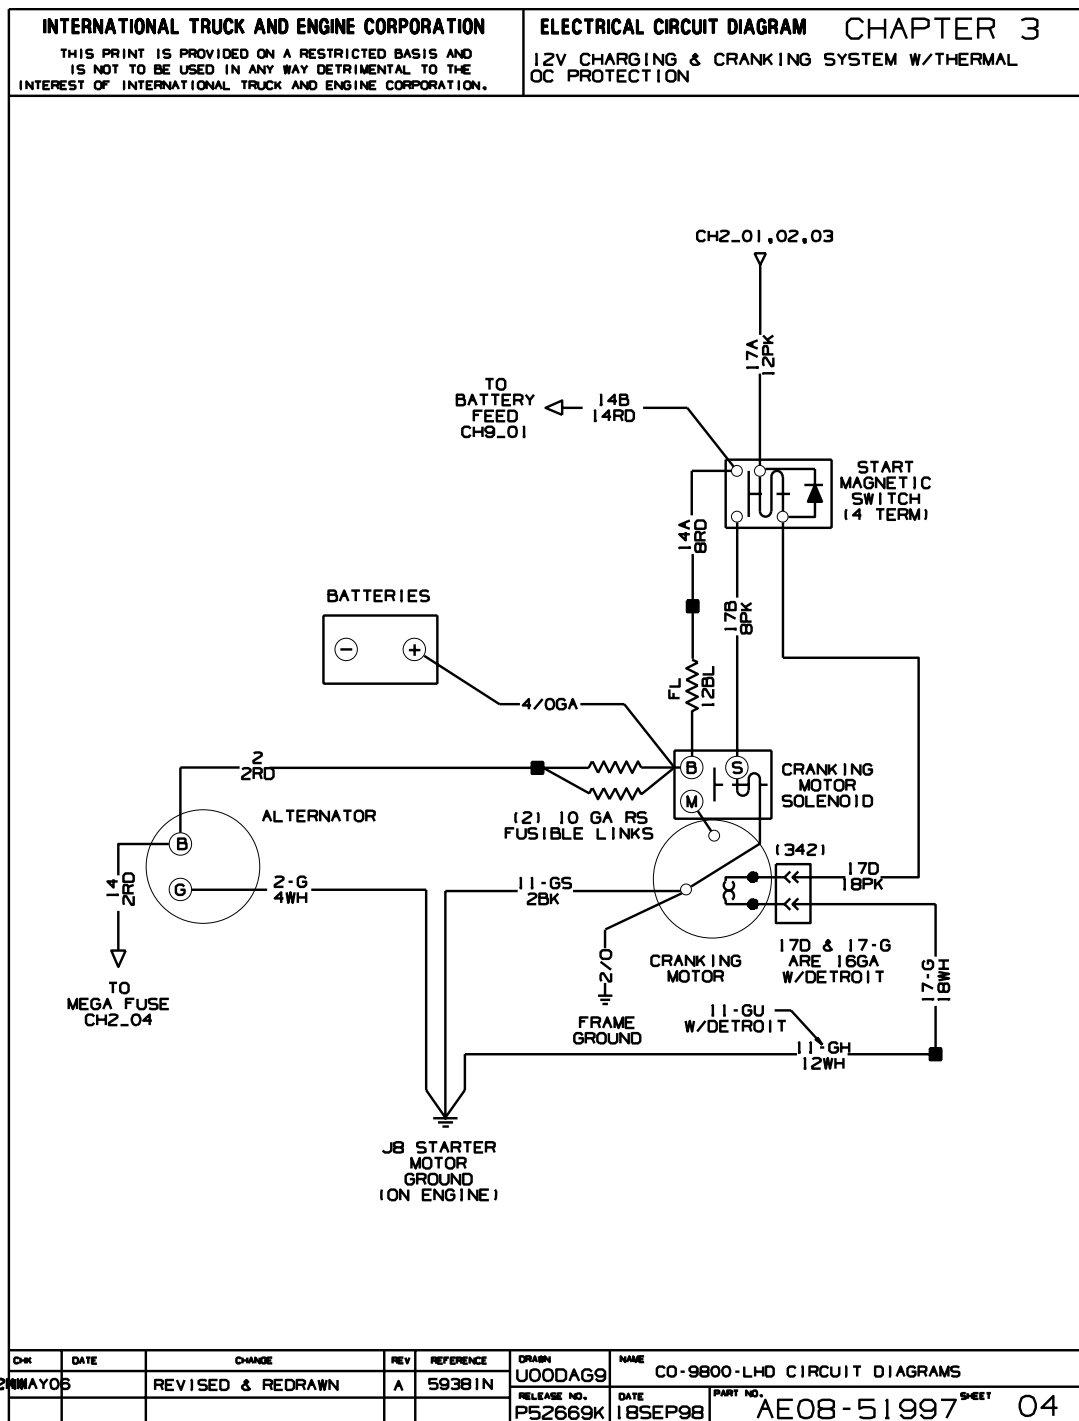 INTERNATIONAL TRUCK AND ENGINE CORPORATION
THIS PRINT IS PROVIDED ON A RESTRICTED BASIS AND
IS NOT TO BE USED IN ANY WAY DETRIMENTAL TO THE
INTEREST OF INTERNATIONAL TRUCK AND ENGINE CORPORATION.
ELECTRICAL CIRCUIT DIAGRAM CHAPTER 3
12V CHARGING & CRANKING SYSTEM W/THERMAL
OC PROTECTION
CH2_01,02,03
17A
12PK
TO
BATTERY
FEED
CH9_01
14B
14RD
START
MAGNETIC
SWITCH
(4 TERM)
14A
8RD
17B
8PK
BATTERIES
- +
FL
12BL
4/0GA
2
2RD
B S
M
CRANKING
MOTOR
SOLENOID
(2) 10 GA RS
FUSIBLE LINKS
ALTERNATOR
B
G
14
2RD
2-G
4WH
11-GS
2BK
(342)
17D
18PK
TO
MEGA FUSE
CH2_04
2/0
FRAME
GROUND
CRANKING
MOTOR
17D & 17-G
ARE 16GA
W/DETROIT
17-G
18WH
11-GU
W/DETROIT
11-GH
12WH
J8 STARTER
MOTOR
GROUND
(ON ENGINE)
CHK DATE CHANGE REV REFERENCE
REVISED & REDRAWN A 59381N
DRAWN
U00DAG9
NAME
CO-9800-LHD CIRCUIT DIAGRAMS
RELEASE NO.
P52669K
DATE
18SEP98
PART NO.
AE08-51997
SHEET
04